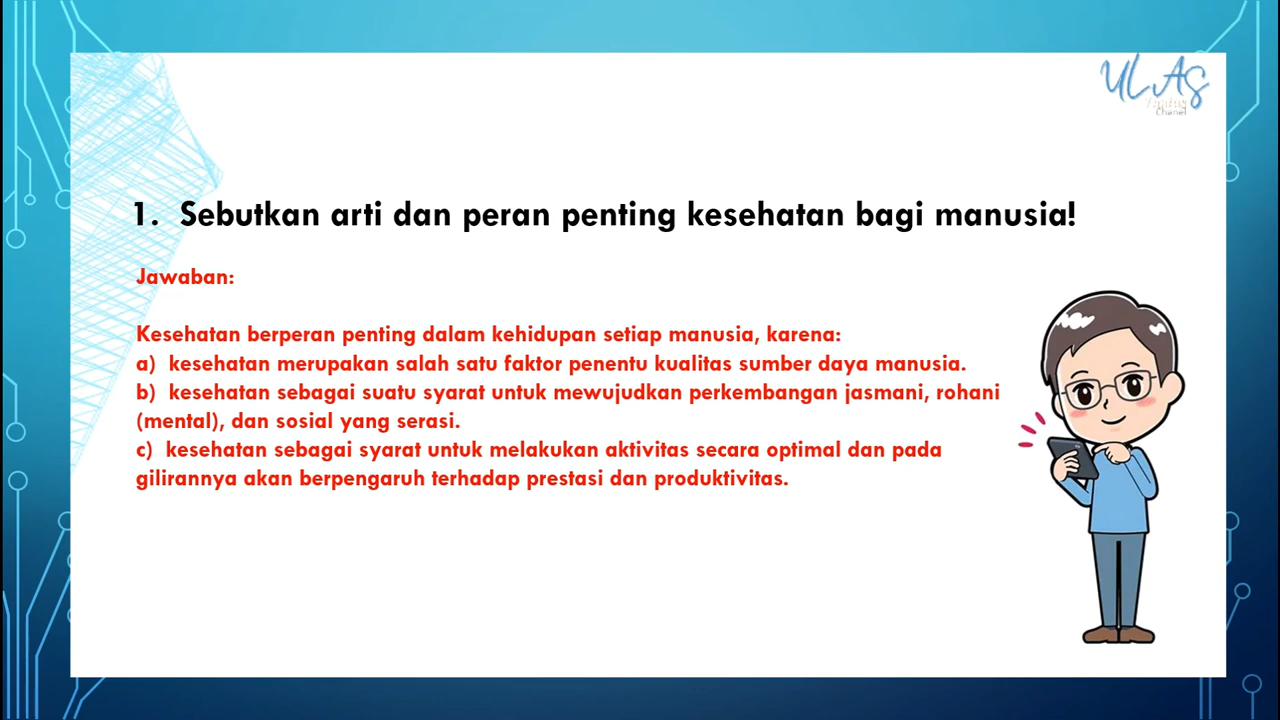 ULAS
Chanel
1. Sebutkan arti dan peran penting kesehatan bagi manusia!
Jawaban:
Kesehatan berperan penting dalam kehidupan setiap manusia, karena:
a) kesehatan merupakan salah satu faktor penentu kualitas sumber daya manusia.
b) kesehatan sebagai suatu syarat untuk mewujudkan perkembangan jasmani, rohani
(mental), dan sosial yang serasi.
c) kesehatan sebagai syarat untuk melakukan aktivitas secara optimal dan pada
gilirannya akan berpengaruh terhadap prestasi dan produktivitas.